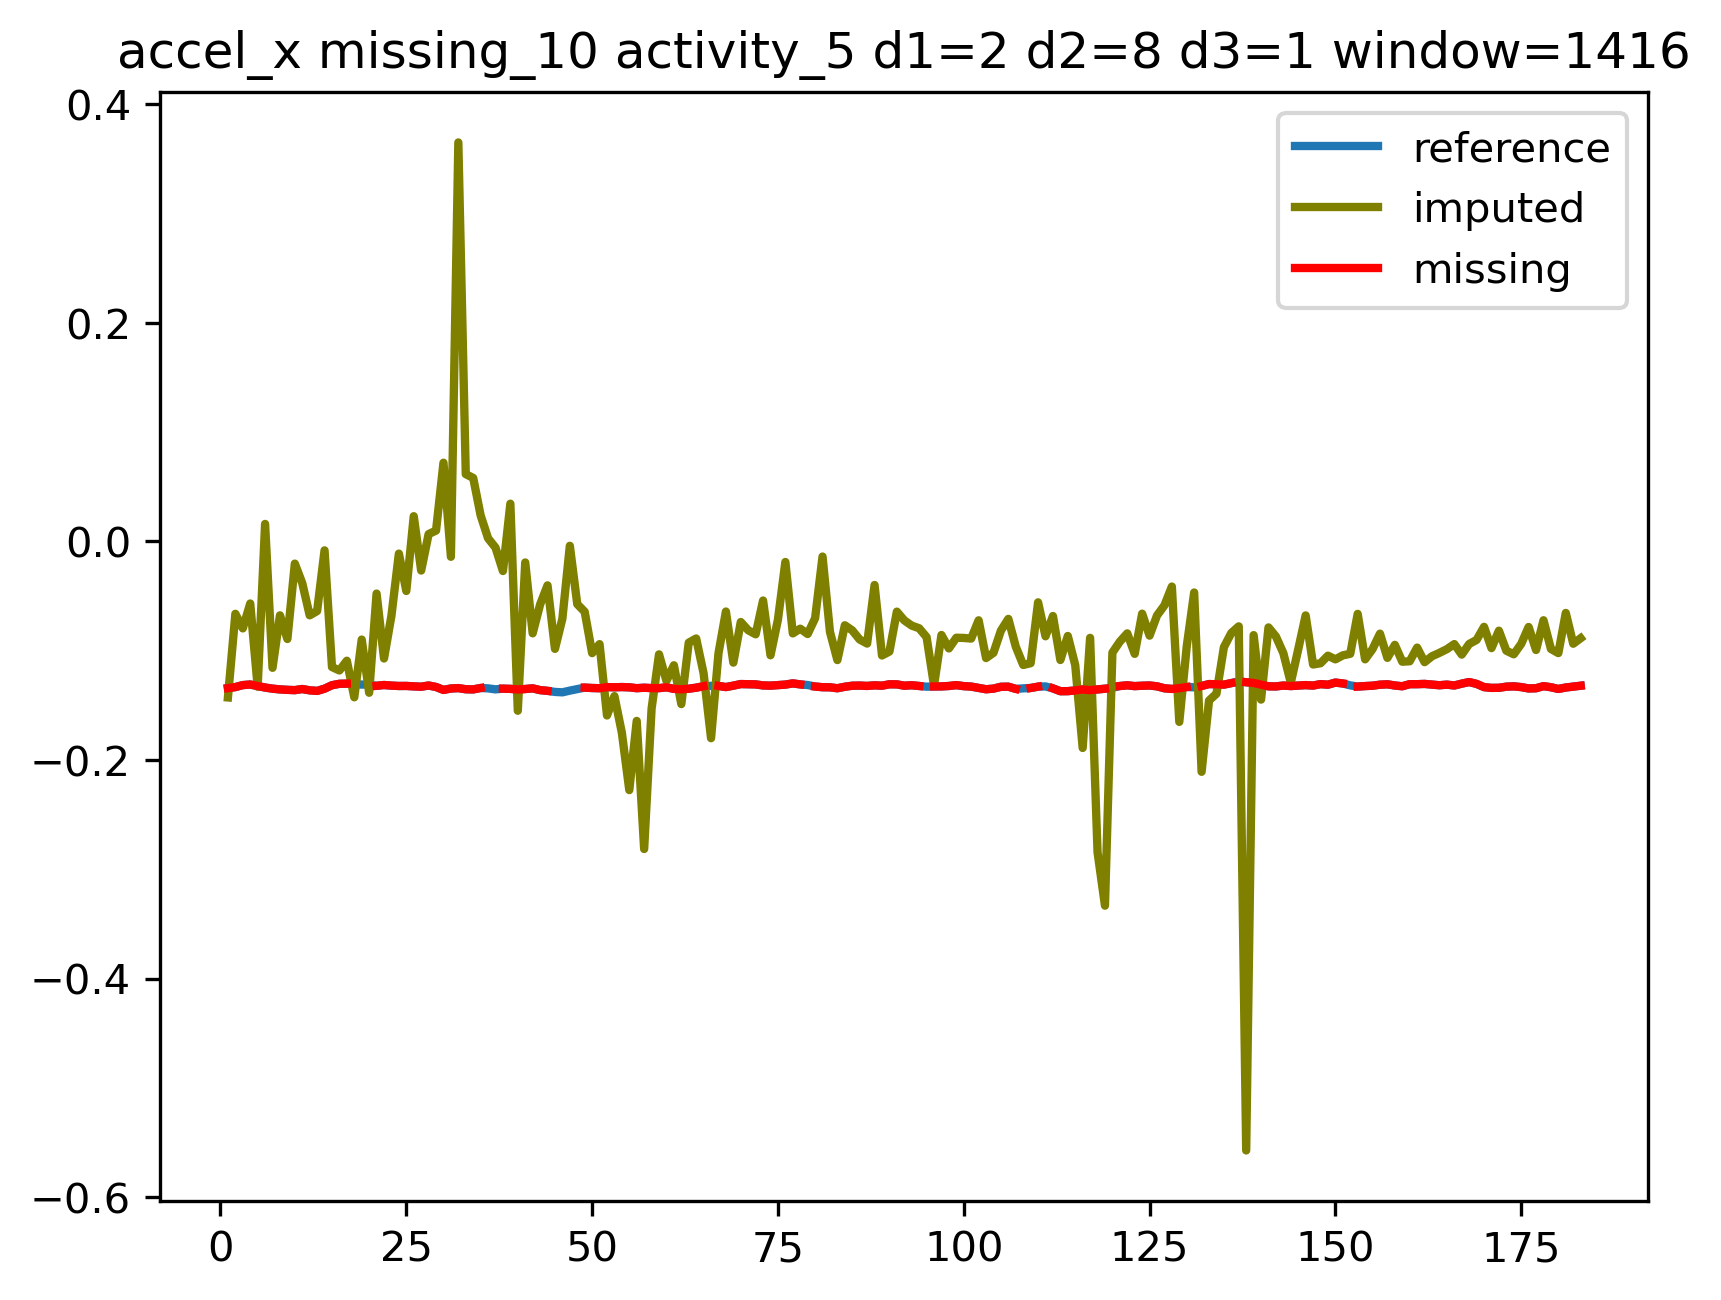 accel_x missing_10 activity_5 d1=2 d2=8 d3=1 window=1416
0.4
0.2
0.0
−0.2
−0.4
−0.6
reference
imputed
missing
0 25 50 75 100 125 150 175